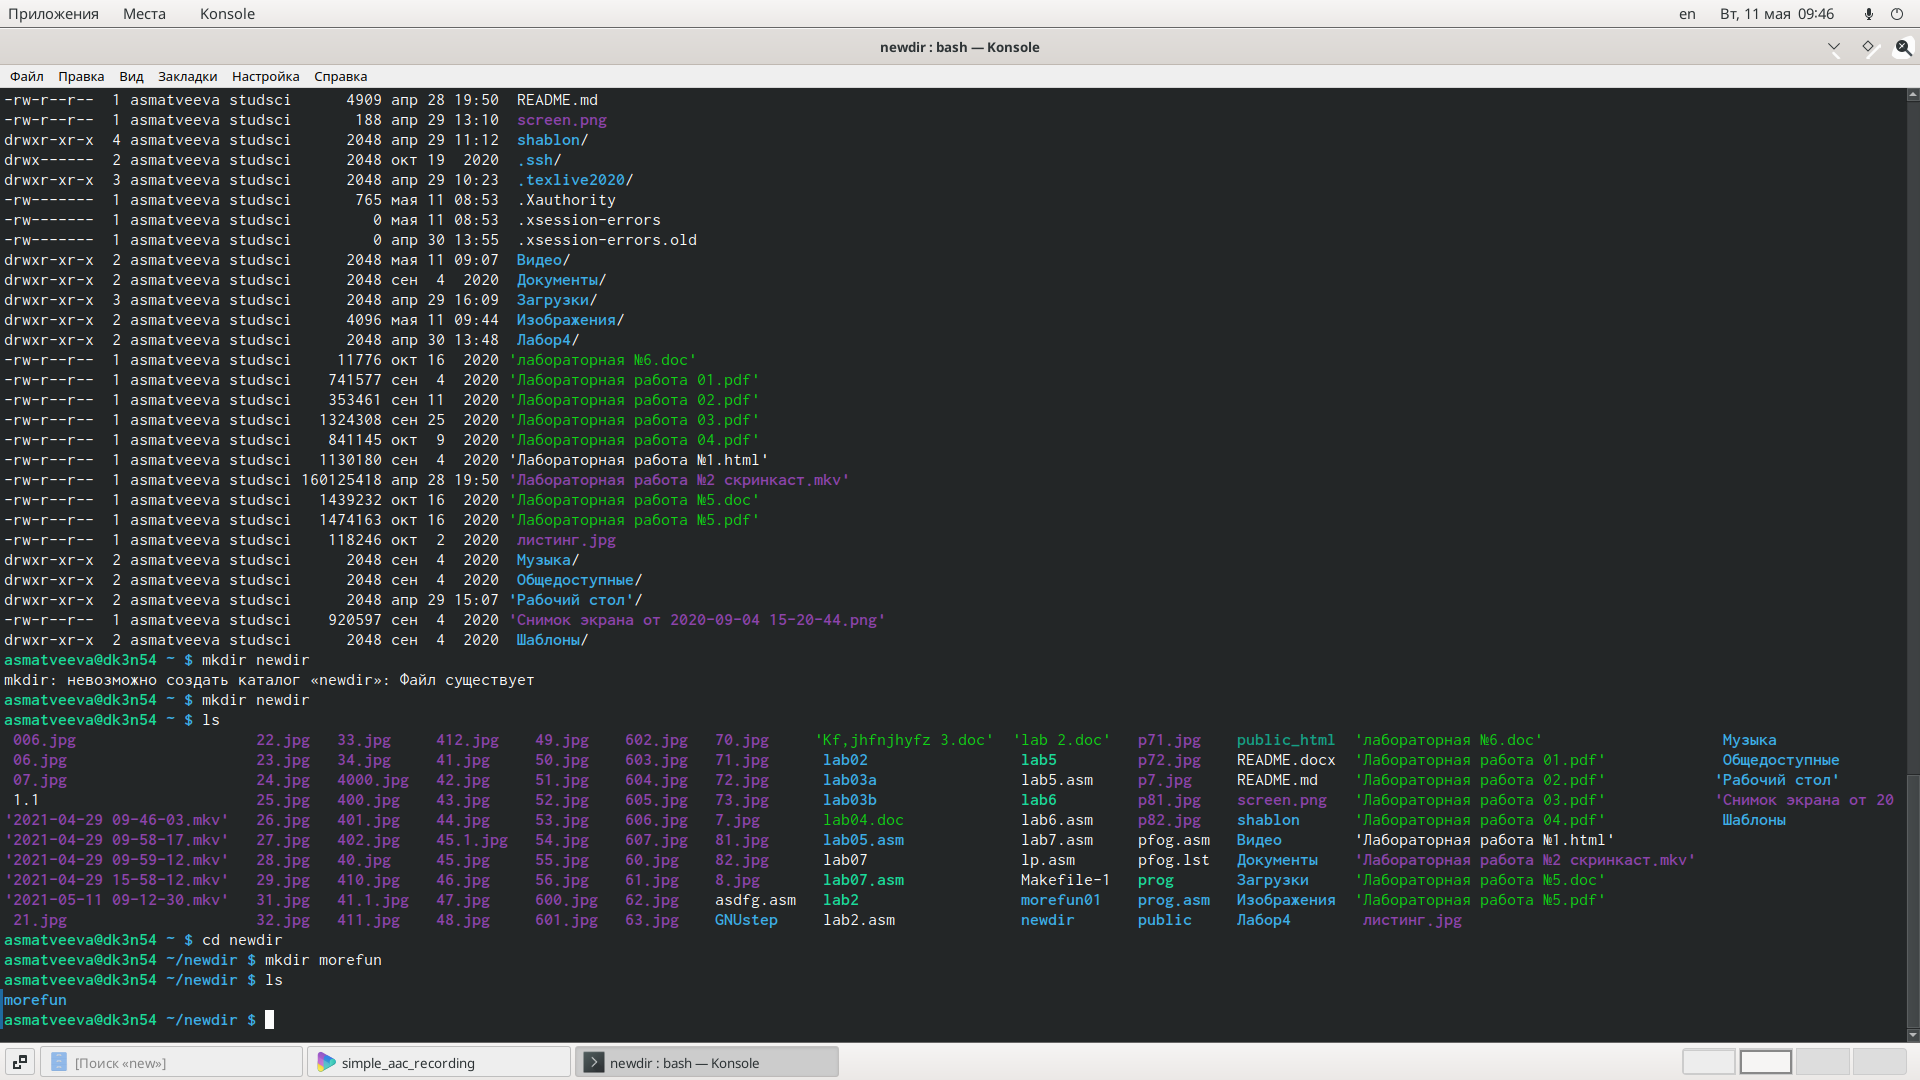 Приложения Места Konsole en Вт, 11 мая 09:46
newdir : bash — Konsole
Файл Правка Вид Закладки Настройка Справка
-rw-r--r-- 1 asmatveeva studsci 4909 апр 28 19:50 README.md
-rw-r--r-- 1 asmatveeva studsci 188 апр 29 13:10 screen.png
drwxr-xr-x 4 asmatveeva studsci 2048 апр 29 11:12 shablon/
drwx------ 2 asmatveeva studsci 2048 окт 19 2020 .ssh/
drwxr-xr-x 3 asmatveeva studsci 2048 апр 29 10:23 .texlive2020/
-rw------- 1 asmatveeva studsci 765 мая 11 08:53 .Xauthority
-rw------- 1 asmatveeva studsci 0 мая 11 08:53 .xsession-errors
-rw------- 1 asmatveeva studsci 0 апр 30 13:55 .xsession-errors.old
drwxr-xr-x 2 asmatveeva studsci 2048 мая 11 09:07 Видео/
drwxr-xr-x 2 asmatveeva studsci 2048 сен 4 2020 Документы/
drwxr-xr-x 3 asmatveeva studsci 2048 апр 29 16:09 Загрузки/
drwxr-xr-x 2 asmatveeva studsci 4096 мая 11 09:44 Изображения/
drwxr-xr-x 2 asmatveeva studsci 2048 апр 30 13:48 Лабор4/
-rw-r--r-- 1 asmatveeva studsci 11776 окт 16 2020 'лабораторная №6.doc'
-rw-r--r-- 1 asmatveeva studsci 741577 сен 4 2020 'Лабораторная работа 01.pdf'
-rw-r--r-- 1 asmatveeva studsci 353461 сен 11 2020 'Лабораторная работа 02.pdf'
-rw-r--r-- 1 asmatveeva studsci 1324308 сен 25 2020 'Лабораторная работа 03.pdf'
-rw-r--r-- 1 asmatveeva studsci 841145 окт 9 2020 'Лабораторная работа 04.pdf'
-rw-r--r-- 1 asmatveeva studsci 1130180 сен 4 2020 'Лабораторная работа №1.html'
-rw-r--r-- 1 asmatveeva studsci 160125418 апр 28 19:50 'Лабораторная работа №2 скринкаст.mkv'
-rw-r--r-- 1 asmatveeva studsci 1439232 окт 16 2020 'Лабораторная работа №5.doc'
-rw-r--r-- 1 asmatveeva studsci 1474163 окт 16 2020 'Лабораторная работа №5.pdf'
-rw-r--r-- 1 asmatveeva studsci 118246 окт 2 2020 листинг.jpg
drwxr-xr-x 2 asmatveeva studsci 2048 сен 4 2020 Музыка/
drwxr-xr-x 2 asmatveeva studsci 2048 сен 4 2020 Общедоступные/
drwxr-xr-x 2 asmatveeva studsci 2048 апр 29 15:07 'Рабочий стол'/
-rw-r--r-- 1 asmatveeva studsci 920597 сен 4 2020 'Снимок экрана от 2020-09-04 15-20-44.png'
drwxr-xr-x 2 asmatveeva studsci 2048 сен 4 2020 Шаблоны/
asmatveeva@dk3n54 ~ $ mkdir newdir
mkdir: невозможно создать каталог «newdir»: Файл существует
asmatveeva@dk3n54 ~ $ mkdir newdir
asmatveeva@dk3n54 ~ $ ls
006.jpg 22.jpg 33.jpg 412.jpg 49.jpg 602.jpg 70.jpg 'Kf,jhfnjhyfz 3.doc' 'lab 2.doc' p71.jpg public_html 'лабораторная №6.doc' Музыка
06.jpg 23.jpg 34.jpg 41.jpg 50.jpg 603.jpg 71.jpg lab02 lab5 p72.jpg README.docx 'Лабораторная работа 01.pdf' Общедоступные
07.jpg 24.jpg 4000.jpg 42.jpg 51.jpg 604.jpg 72.jpg lab03a lab5.asm p7.jpg README.md 'Лабораторная работа 02.pdf' 'Рабочий стол'
1.1 25.jpg 400.jpg 43.jpg 52.jpg 605.jpg 73.jpg lab03b lab6 p81.jpg screen.png 'Лабораторная работа 03.pdf' 'Снимок экрана от 20
'2021-04-29 09-46-03.mkv' 26.jpg 401.jpg 44.jpg 53.jpg 606.jpg 7.jpg lab04.doc lab6.asm p82.jpg shablon 'Лабораторная работа 04.pdf' Шаблоны
'2021-04-29 09-58-17.mkv' 27.jpg 402.jpg 45.1.jpg 54.jpg 607.jpg 81.jpg lab05.asm lab7.asm pfog.asm Видео 'Лабораторная работа №1.html'
'2021-04-29 09-59-12.mkv' 28.jpg 40.jpg 45.jpg 55.jpg 60.jpg 82.jpg lab07 lp.asm pfog.lst Документы 'Лабораторная работа №2 скринкаст.mkv'
'2021-04-29 15-58-12.mkv' 29.jpg 410.jpg 46.jpg 56.jpg 61.jpg 8.jpg lab07.asm Makefile-1 prog Загрузки 'Лабораторная работа №5.doc'
'2021-05-11 09-12-30.mkv' 31.jpg 41.1.jpg 47.jpg 600.jpg 62.jpg asdfg.asm lab2 morefun01 prog.asm Изображения 'Лабораторная работа №5.pdf'
21.jpg 32.jpg 411.jpg 48.jpg 601.jpg 63.jpg GNUstep lab2.asm newdir public Лабор4 листинг.jpg
asmatveeva@dk3n54 ~ $ cd newdir
asmatveeva@dk3n54 ~/newdir $ mkdir morefun
asmatveeva@dk3n54 ~/newdir $ ls
morefun
asmatveeva@dk3n54 ~/newdir $
[Поиск «new»] simple_aac_recording newdir : bash — Konsole